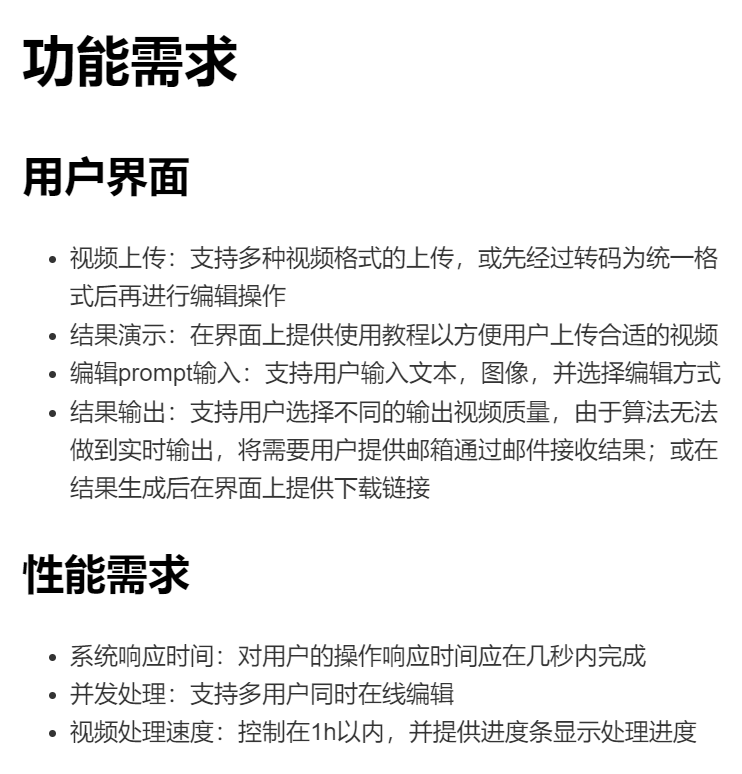 功能需求
用户界面
• 视频上传：支持多种视频格式的上传，或先经过转码为统一格
式后再进行编辑操作
• 结果演示：在界面上提供使用教程以方便用户上传合适的视频
• 编辑prompt输入：支持用户输入文本，图像，并选择编辑方式
• 结果输出：支持用户选择不同的输出视频质量，由于算法无法
做到实时输出，将需要用户提供邮箱通过邮件接收结果；或在
结果生成后在界面上提供下载链接
性能需求
• 系统响应时间：对用户的操作响应时间应在几秒内完成
• 并发处理：支持多用户同时在线编辑
• 视频处理速度：控制在1h以内，并提供进度条显示处理进度